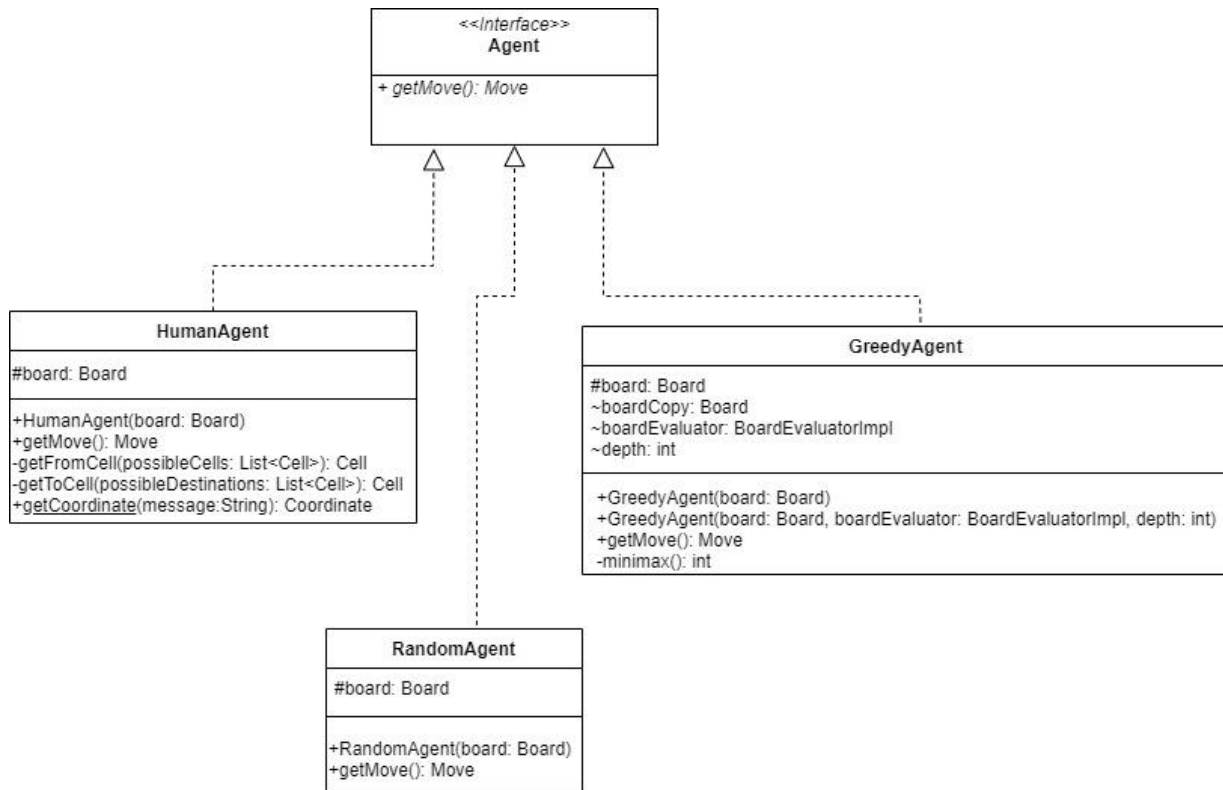 <<Interface>>
Agent
+ getMove(): Move
HumanAgent
#board: Board
+HumanAgent(board: Board)
+getMove(): Move
-getFromCell(possibleCells: List<Cell>): Cell
-getToCell(possibleDestinations: List<Cell>): Cell
+getCoordinate(message:String): Coordinate
GreedyAgent
#board: Board
~boardCopy: Board
~boardEvaluator: BoardEvaluatorImpl
~depth: int
+GreedyAgent(board: Board)
+GreedyAgent(board: Board, boardEvaluator: BoardEvaluatorImpl, depth: int)
+getMove(): Move
-minimax(): int
RandomAgent
#board: Board
+RandomAgent(board: Board)
+getMove(): Move